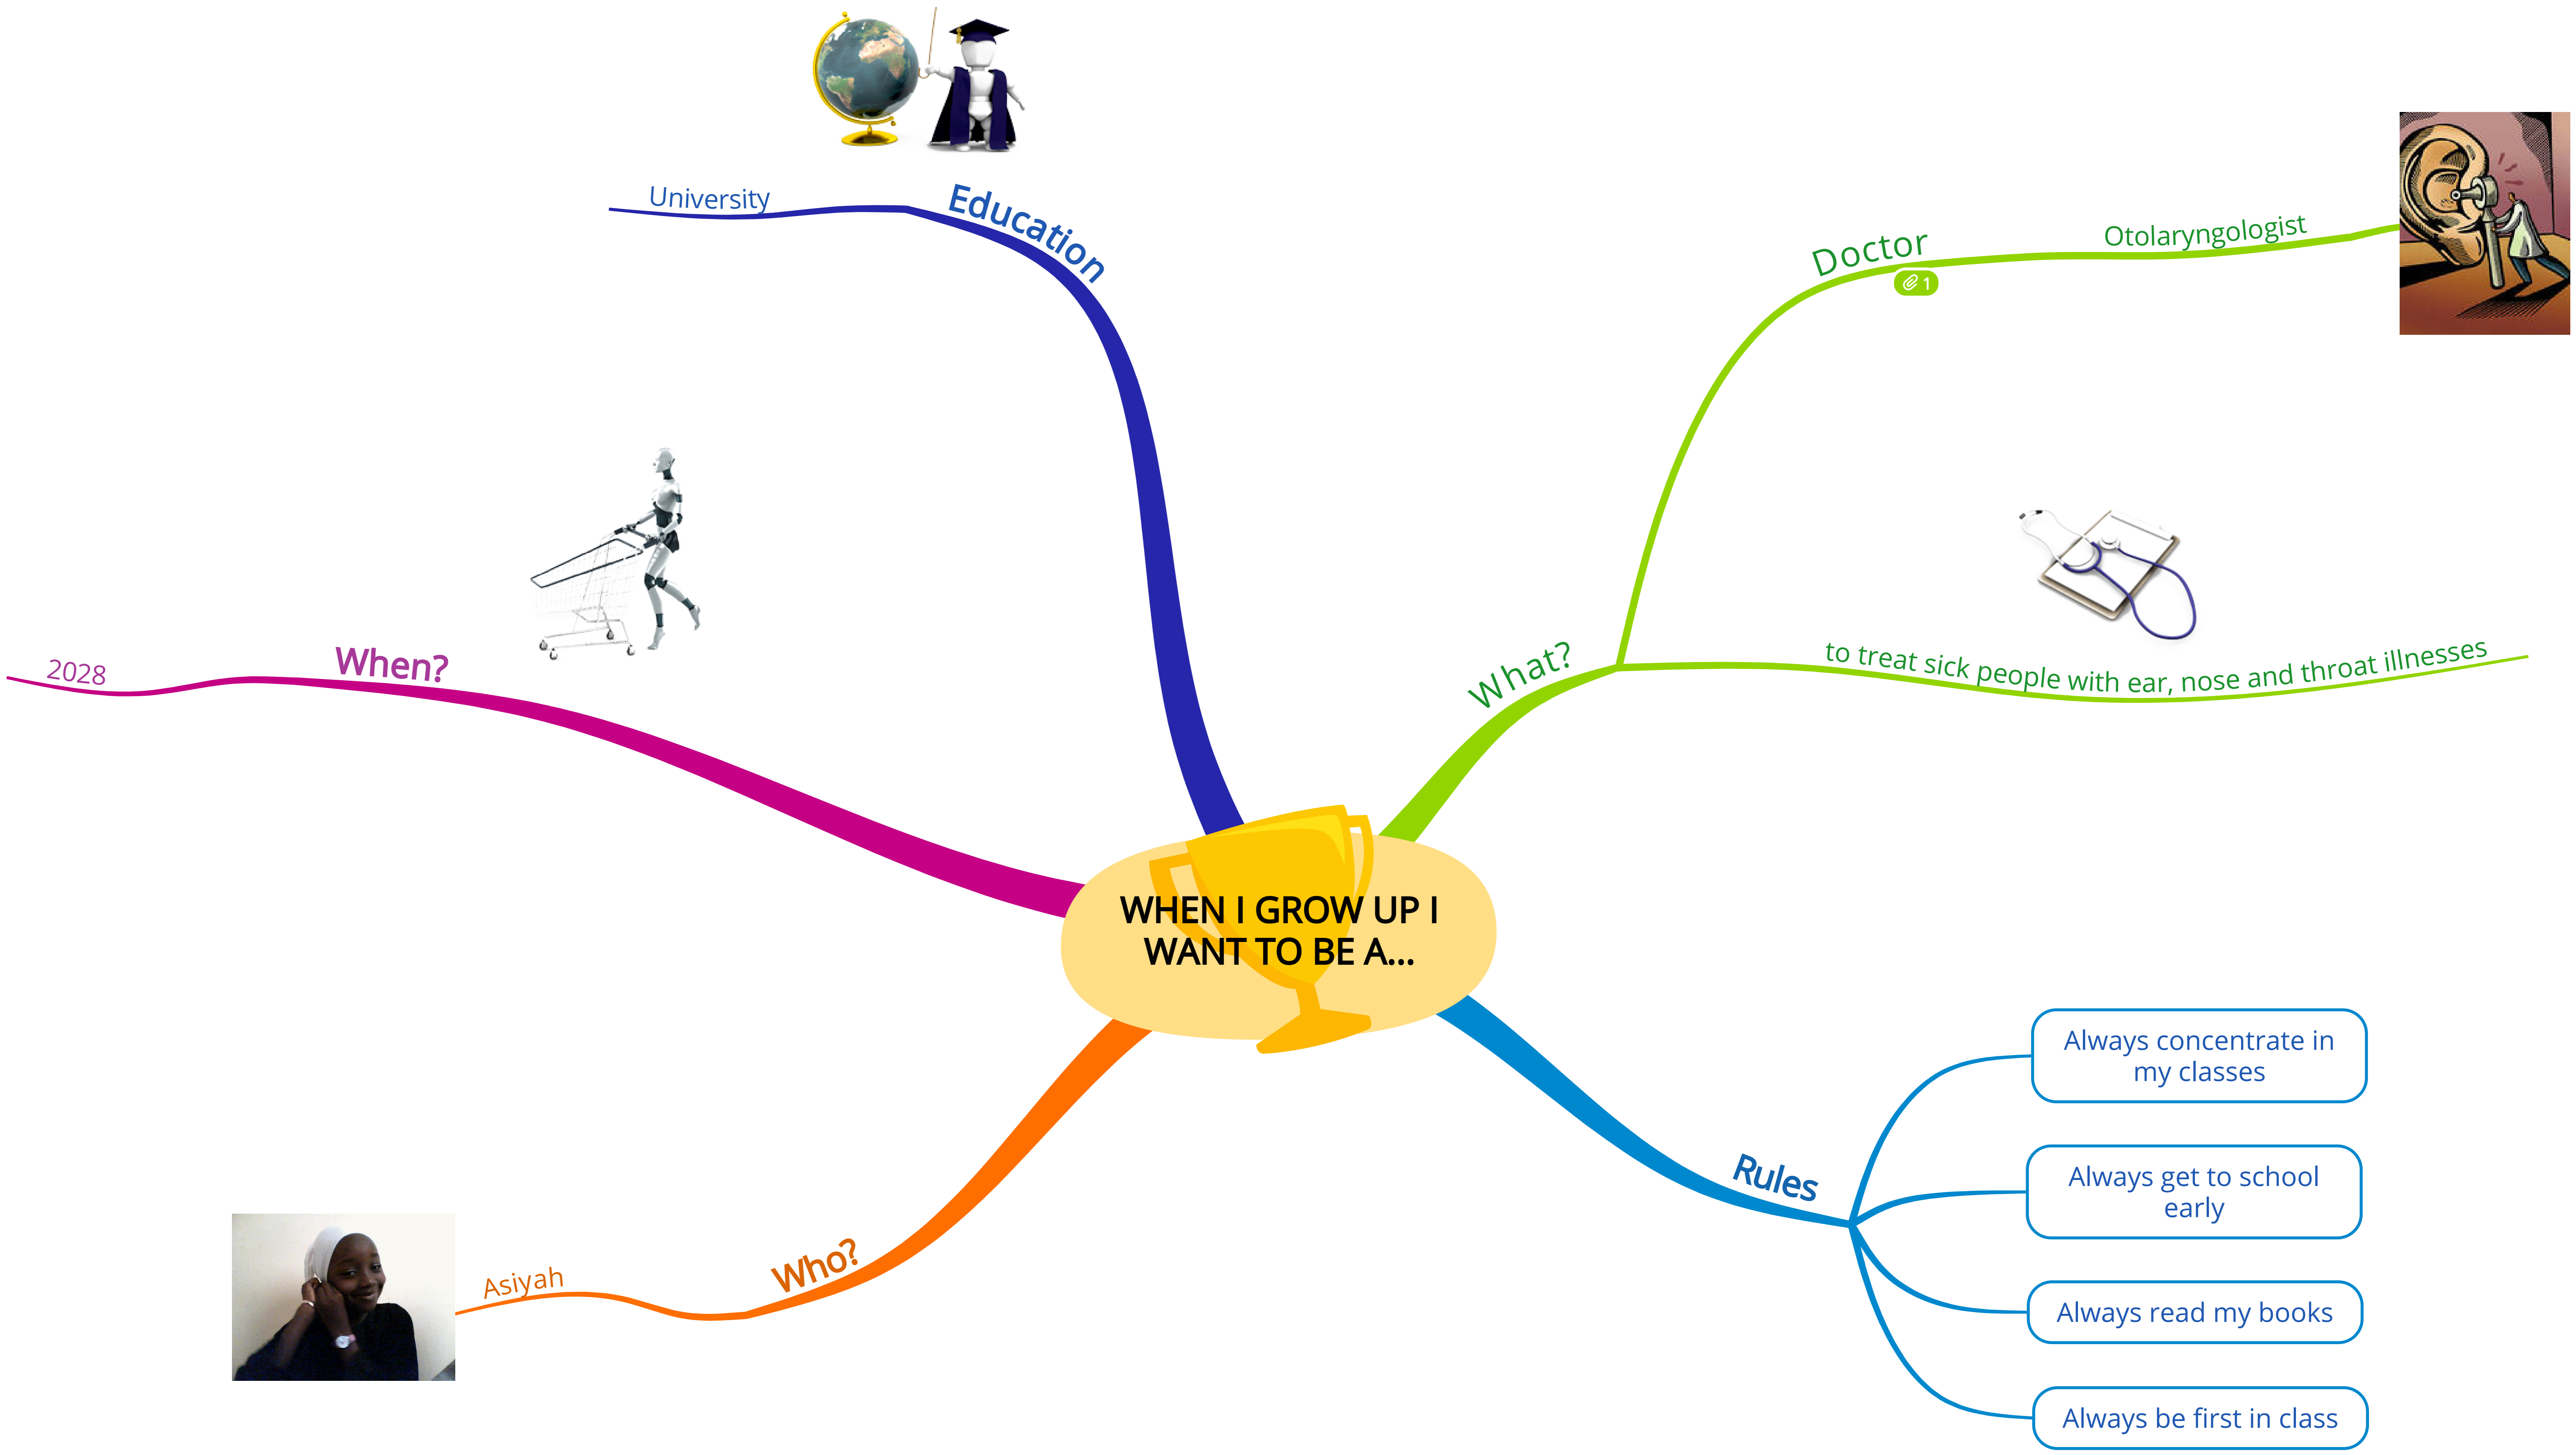 WHEN I GROW UP I
WANT TO BE A...
What?
Doctor
1
Otolaryngologist
to treat sick people with ear, nose and throat illnesses
Rules
Always concentrate in
my classes
Always get to school
early
Always read my books
Always be first in class
Who?
Asiyah
When?
2028
Education
University